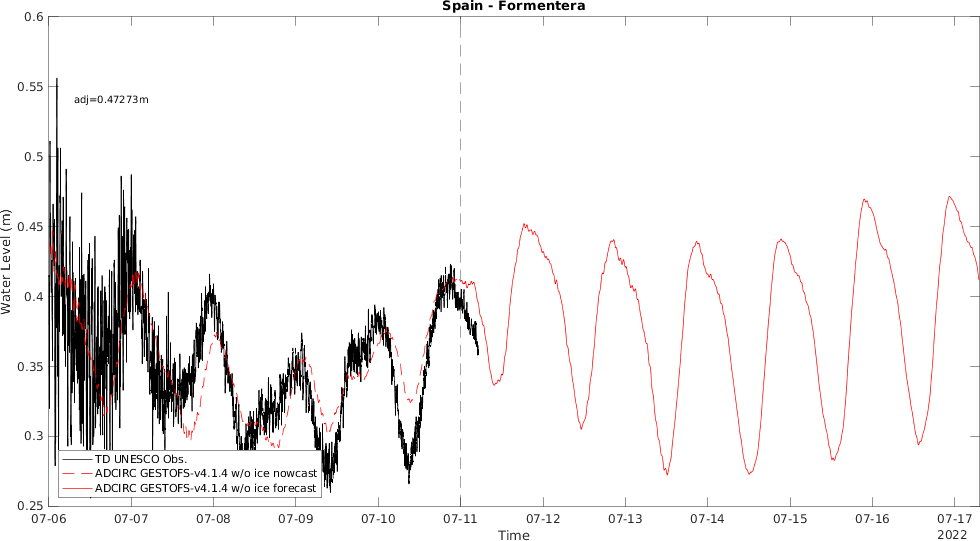 Spain - Formentera
0.6
0.55
0.5
0.45
0.4
0.35
0.3
0.25
Water Level (m)
adj=0.47273m
TD UNESCO Obs.
ADCIRC GESTOFS-v4.1.4 w/o ice nowcast
ADCIRC GESTOFS-v4.1.4 w/o ice forecast
07-06 07-07 07-08 07-09 07-10 07-11 07-12 07-13 07-14 07-15 07-16 07-17
Time
2022